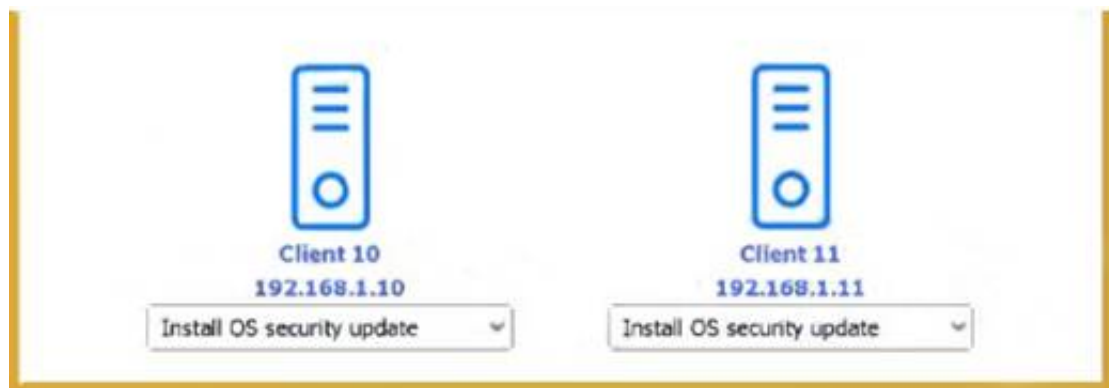 Client 10
192.168.1.10
Install OS security update
Client 11
192.168.1.11
Install OS security update